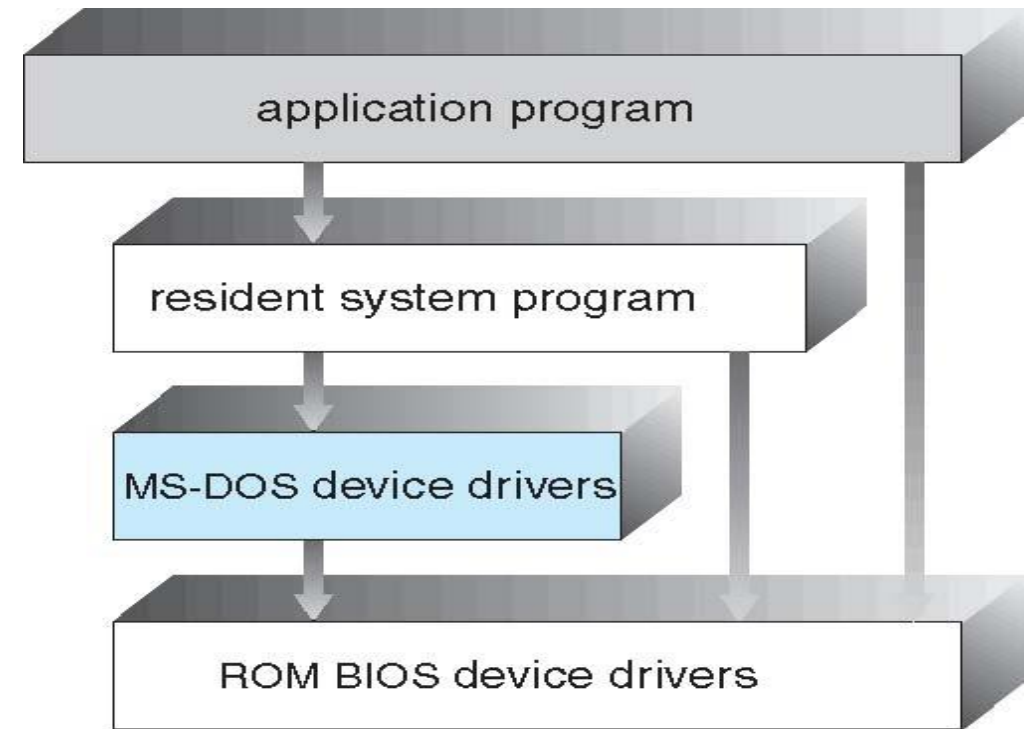 application program
resident system program
MS-DOS device drivers
ROM BIOS device drivers